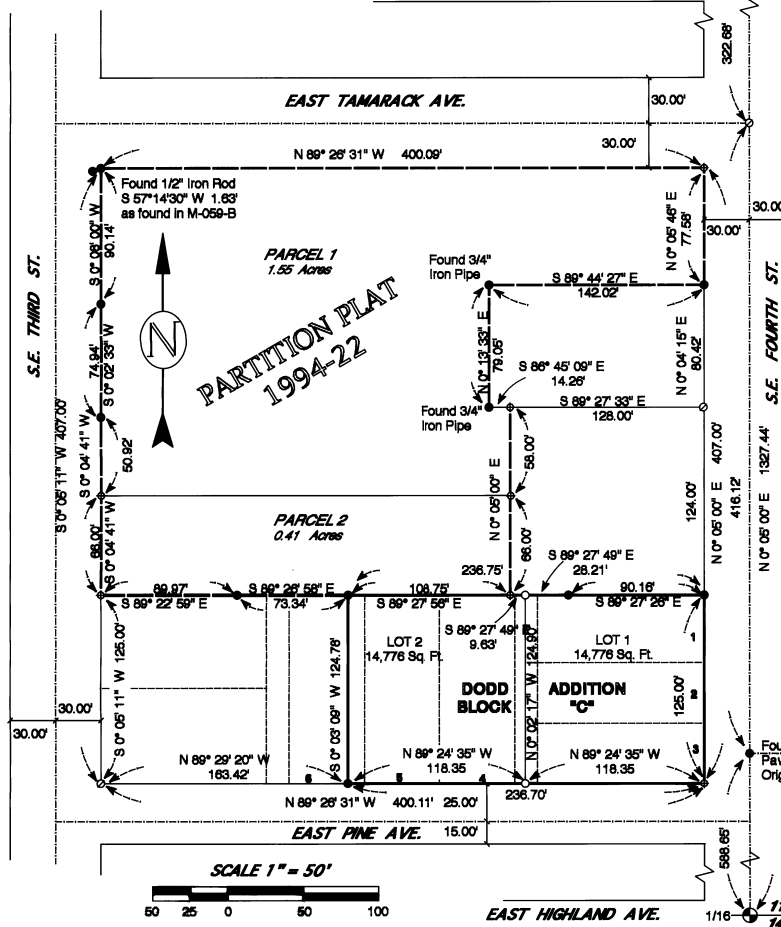 322.68'
EAST TAMARACK AVE.
30.00'
30.00'
N 89° 26' 31" W 400.09'
Found 1/2" Iron Rod
S 57°14'30" W 1.63'
as found in M-059-B
S 0° 08' 00" W
90.14'
PARCEL 1
1.55 Acres
N 0° 05' 46" E
77.58'
30.00'
30.00
Found 3/4"
Iron Pipe
S 89° 44' 27" E
142.02'
S.E. THIRD ST.
S.E. FOURTH ST.
N
PARTITION PLAT
1994-22
74.94'
S 0° 02' 33" W
N 0° 13' 33" E
79.05'
N 0° 04' 15" E
80.42'
S 86° 45' 09" E
14.26'
S 89° 27' 33" E
128.00'
Found 3/4"
Iron Pipe
S 0° 05' 11" W 407.00'
S 0° 04' 41" W
50.92'
N 0° 05' 00" E
58.00'
124.00'
N 0° 05' 00" E 407.00'
416.12'
N 0° 05' 00" E 1327.44'
PARCEL 2
0.41 Acres
66.00'
S 0° 04' 41" W
66.00'
89.97'
S 89° 22' 59" E
S 89° 26' 58" E
73.34'
108.75'
S 89° 27' 56" E
236.75'
S 89° 27' 49" E
28.21'
90.16'
S 89° 27' 26" E
S 89° 27' 49" E
9.63'
S 0° 05' 11" W 125.00'
S 0° 03' 09" W 124.78'
LOT 2
14,776 Sq. Ft.
N 0° 02' 17" W 124.90'
LOT 1
14,776 Sq. Ft.
1
2
3
125.00'
DODD ADDITION
BLOCK "C"
30.00'
30.00'
N 89° 29' 20" W
163.42'
N 89° 24' 35" W
118.35
N 89° 24' 35" W
118.35
6
5
4
236.70'
N 89° 26' 31" W 400.11' 25.00'
Fou
Pav
Orig
EAST PINE AVE.
15.00'
588.65'
SCALE 1" = 50'
50 25 0 50 100
EAST HIGHLAND AVE.
1/16
11
14